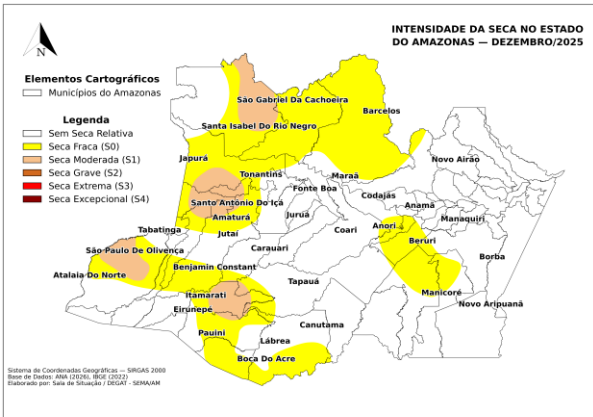 INTENSIDADE DA SECA NO ESTADO
DO AMAZONAS — DEZEMBRO/2025
N
Elementos Cartográficos
Municípios do Amazonas
Legenda
Sem Seca Relativa
Seca Fraca (S0)
Seca Moderada (S1)
Seca Grave (S2)
Seca Extrema (S3)
Seca Excepcional (S4)
São Gabriel Da Cachoeira
Barcelos
Santa Isabel Do Rio Negro
Japurá
Novo Airão
Tonantins
Maraã
Fonte Boa
Codajás
Santo Antônio Do Içá
Anamã
Juruá
Amaturá
Manaquiri
Anori
Tabatinga
Jutaí
Coari
Beruri
São Paulo De Olivença
Carauari
Borba
Benjamin Constant
Atalaia Do Norte
Tapauá
Manicoré
Itamarati
Novo Aripuanã
Eirunepé
Canutama
Pauini
Lábrea
Boca Do Acre
Sistema de Coordenadas Geográficas — SIRGAS 2000
Base de Dados: ANA (2026), IBGE (2022)
Elaborado por: Sala de Situação / DEGAT - SEMA/AM